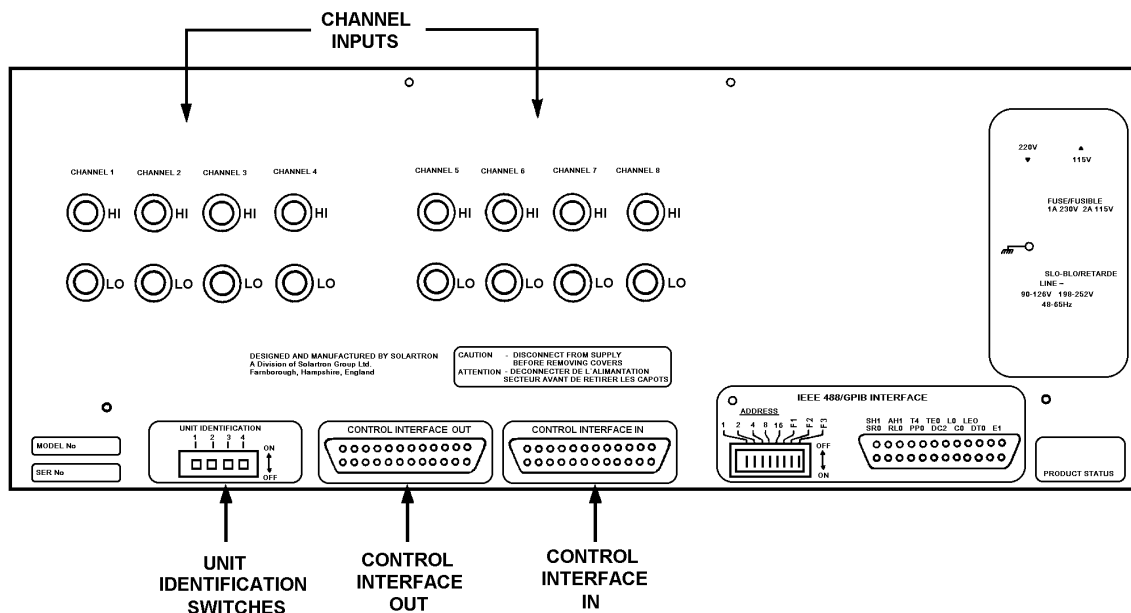 CHANNEL
INPUTS
220V 115V
CHANNEL 1 CHANNEL 2 CHANNEL 3 CHANNEL 4 CHANNEL 5 CHANNEL 6 CHANNEL 7 CHANNEL 8
HI HI HI HI HI HI HI HI
FUSE/FUSIBLE
1A 230V 2A 115V
LO LO LO LO LO LO LO LO
SLO-BLO/RETARDE
LINE ~
90-126V 198-252V
48-65Hz
DESIGNED AND MANUFACTURED BY SOLARTRON
A Division of Solartron Group Ltd.
Farnborough, Hampshire, England
CAUTION - DISCONNECT FROM SUPPLY
BEFORE REMOVING COVERS
ATTENTION - DECONNECTER DE L'ALIMANTATION
SECTEUR AVANT DE RETIRER LES CAPOTS
MODEL No
SER No
UNIT IDENTIFICATION
1 2 3 4
ON
OFF
CONTROL INTERFACE OUT
CONTROL INTERFACE IN
IEEE 488/GPIB INTERFACE
ADDRESS
1 2 4 8 16 F1 F2 F3
OFF
ON
SH1 AH1 T4 TE0 L0 LEO
SR0 RL0 PP0 DC2 C0 DT0 E1
PRODUCT STATUS
UNIT
IDENTIFICATION
SWITCHES
CONTROL
INTERFACE
OUT
CONTROL
INTERFACE
IN